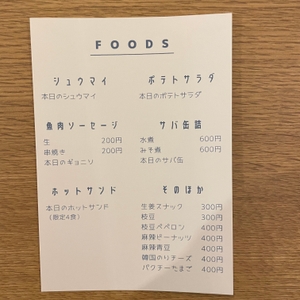 FOODS
シュウマイ
本日のシュウマイ
ポテトサラダ
本日のポテトサラダ
魚肉ソーセージ
生 200円
串焼き 200円
本日のギョニソ
サバ缶詰
水煮 600円
みそ煮 600円
本日のサバ缶
ホットサンド
本日のホットサンド
（限定4食）
そのほか
生姜スナック 300円
枝豆 300円
枝豆ペペロン 400円
麻辣ピーナッツ 400円
麻辣青豆 400円
韓国のりチーズ 400円
パクチーたまご 400円